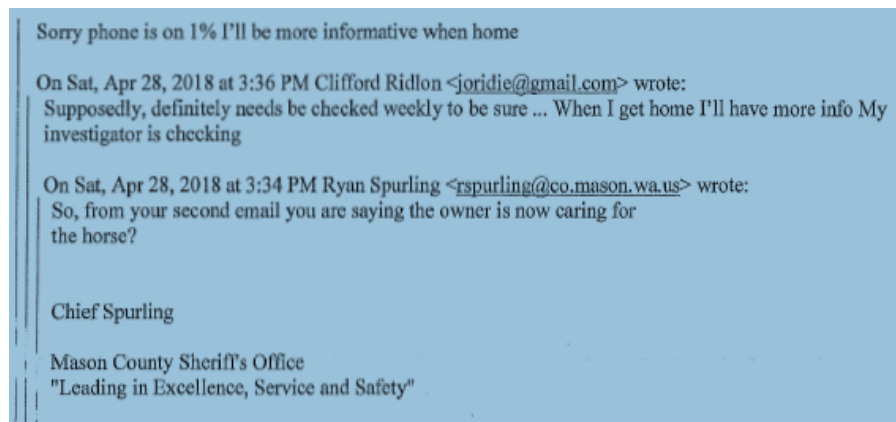 Sorry phone is on 1% I'll be more informative when home
On Sat, Apr 28, 2018 at 3:36 PM Clifford Ridlon <joridie@gmail.com> wrote:
Supposedly, definitely needs be checked weekly to be sure ... When I get home I'll have more info My
investigator is checking
On Sat, Apr 28, 2018 at 3:34 PM Ryan Spurling <rspurling@co.mason.wa.us> wrote:
So, from your second email you are saying the owner is now caring for
the horse?
Chief Spurling
Mason County Sheriff's Office
"Leading in Excellence, Service and Safety"